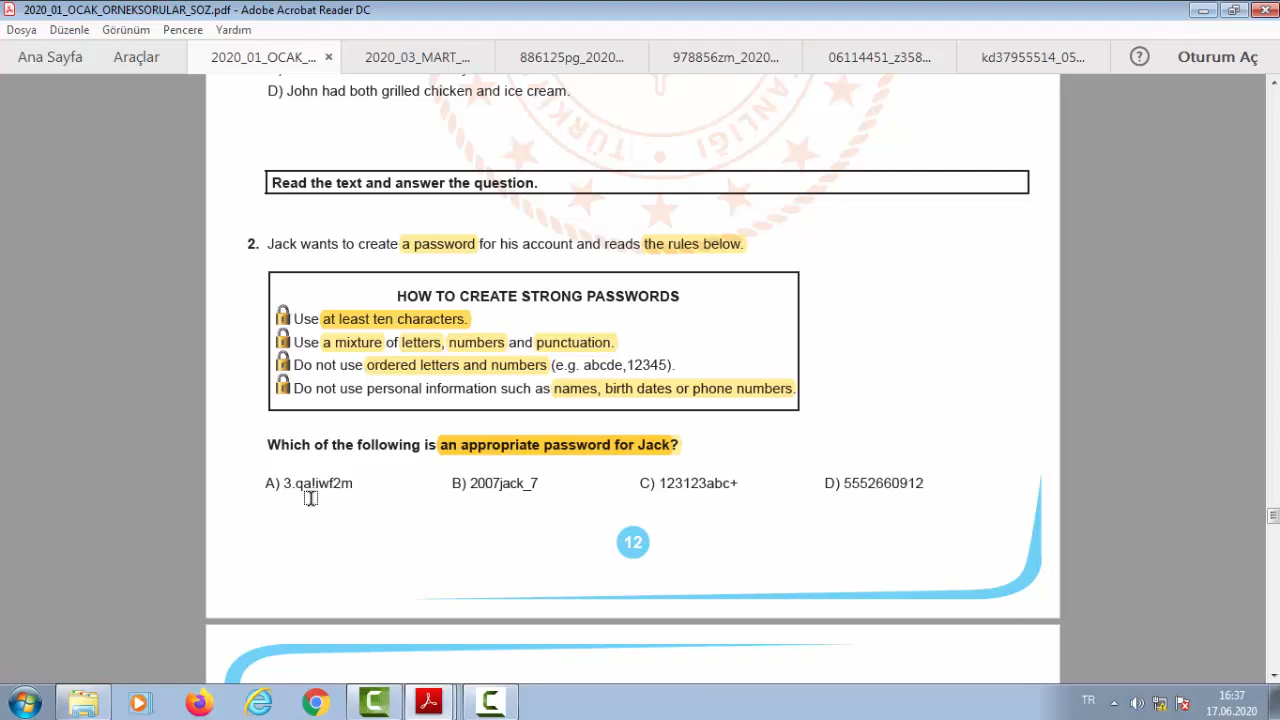 2020_01_OCAK_ORNEKSORULAR_SOZ.pdf - Adobe Acrobat Reader DC
Dosya Düzenle Görünüm Pencere Yardım
Ana Sayfa Araçlar 2020_01_OCAK_... × 2020_03_MART_... 886125pg_2020... 978856zm_2020... 06114451_z358... kd37955514_05... ? Oturum Aç
D) John had both grilled chicken and ice cream.
Read the text and answer the question.
2. Jack wants to create a password for his account and reads the rules below.
HOW TO CREATE STRONG PASSWORDS
Use at least ten characters.
Use a mixture of letters, numbers and punctuation.
Do not use ordered letters and numbers (e.g. abcde,12345).
Do not use personal information such as names, birth dates or phone numbers.
Which of the following is an appropriate password for Jack?
A) 3.qa!iwf2m B) 2007jack_7 C) 123123abc+ D) 5552660912
12
TR 16:37
17.06.2020